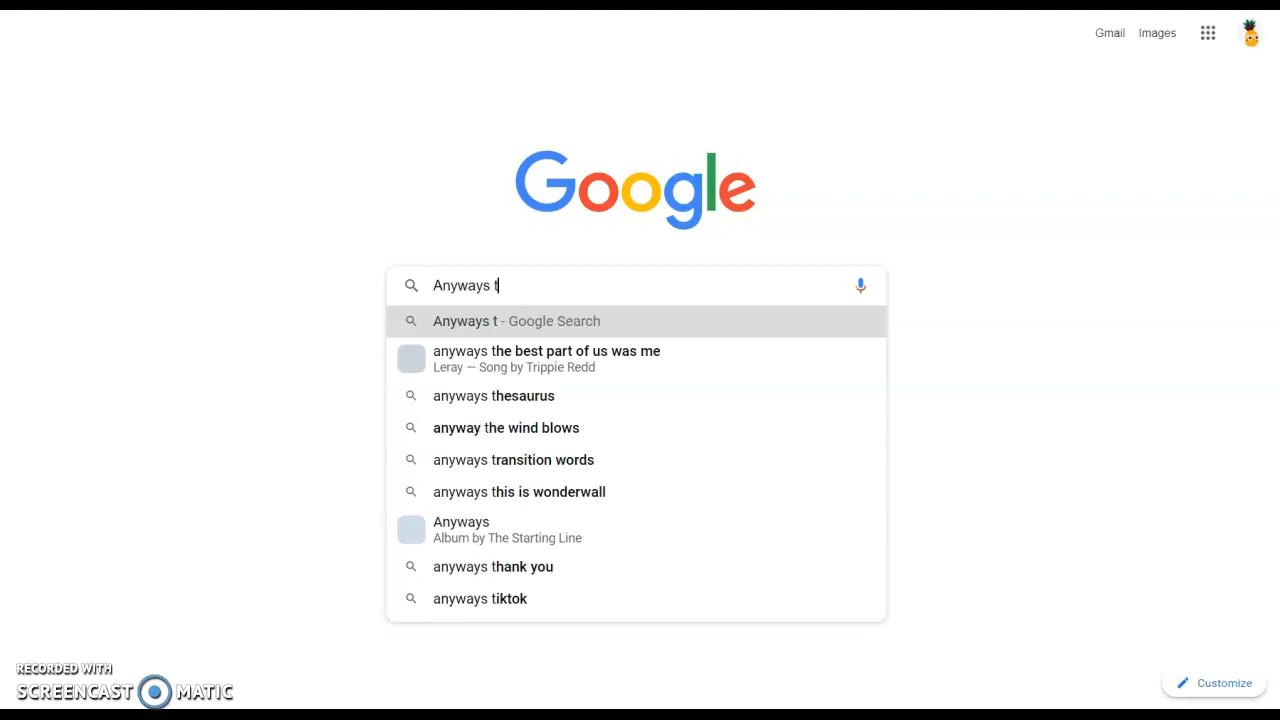 Gmail Images
Google
Anyways t
Anyways t - Google Search
anyways the best part of us was me
Leray — Song by Trippie Redd
anyways thesaurus
anyway the wind blows
anyways transition words
anyways this is wonderwall
Anyways
Album by The Starting Line
anyways thank you
anyways tiktok
RECORDED WITH
SCREENCAST MATIC
Customize